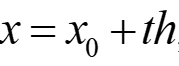 x = x₀ + th,